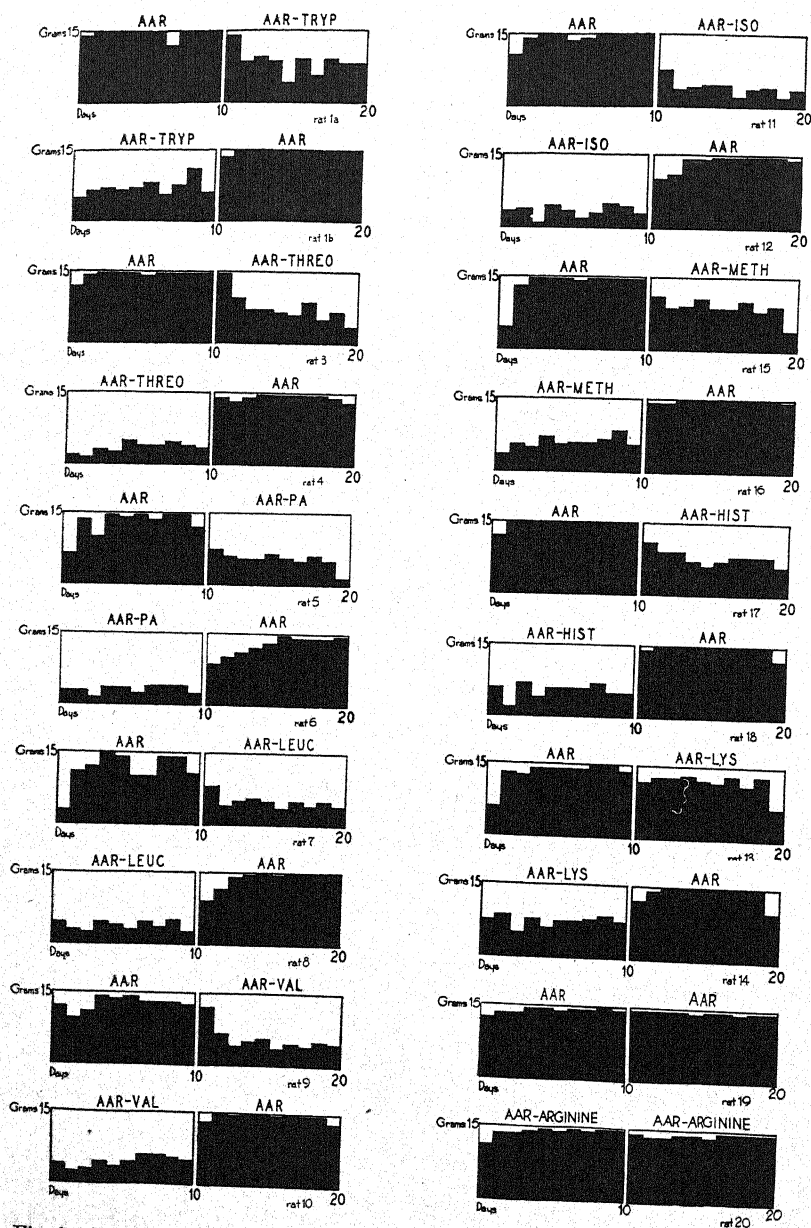 AAR AAR-TRYP
Grams 15
Days 10 rat 1a 20
AAR-TRYP AAR
Grams 15
Days 10 rat 1b 20
AAR AAR-THREO
Grams 15
Days 10 rat 3 20
AAR-THREO AAR
Grams 15
Days 10 rat 4 20
AAR AAR-PA
Grams 15
Days 10 rat 5 20
AAR-PA AAR
Grams 15
Days 10 rat 6 20
AAR AAR-LEUC
Grams 15
Days 10 rat 7 20
AAR-LEUC AAR
Grams 15
Days 10 rat 8 20
AAR AAR-VAL
Grams 15
Days 10 rat 9 20
AAR-VAL AAR
Grams 15
Days 10 rat 10 20
AAR AAR-ISO
Grams 15
Days 10 rat 11 20
AAR-ISO AAR
Grams 15
Days 10 rat 12 20
AAR AAR-METH
Grams 15
Days 10 rat 15 20
AAR-METH AAR
Grams 15
Days 10 rat 16 20
AAR AAR-HIST
Grams 15
Days 10 rat 17 20
AAR-HIST AAR
Grams 15
Days 10 rat 18 20
AAR AAR-LYS
Grams 15
Days 10 rat 13 20
AAR-LYS AAR
Grams 15
Days 10 rat 14 20
AAR AAR
Grams 15
Days 10 rat 19 20
AAR-ARGININE AAR-ARGININE
Grams 15
Days 10 rat 20 20